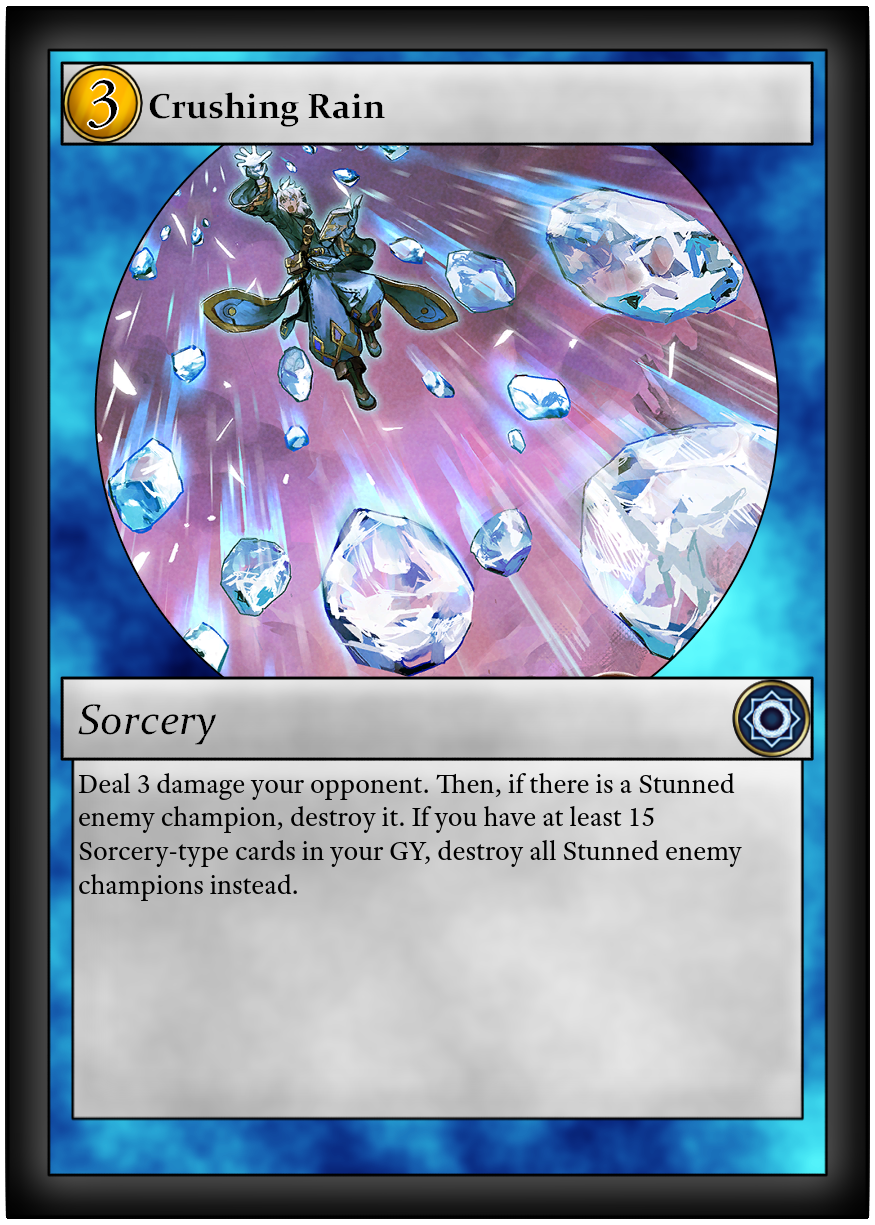 3
Crushing Rain
Sorcery
Deal 3 damage your opponent. Then, if there is a Stunned
enemy champion, destroy it. If you have at least 15
Sorcery-type cards in your GY, destroy all Stunned enemy
champions instead.